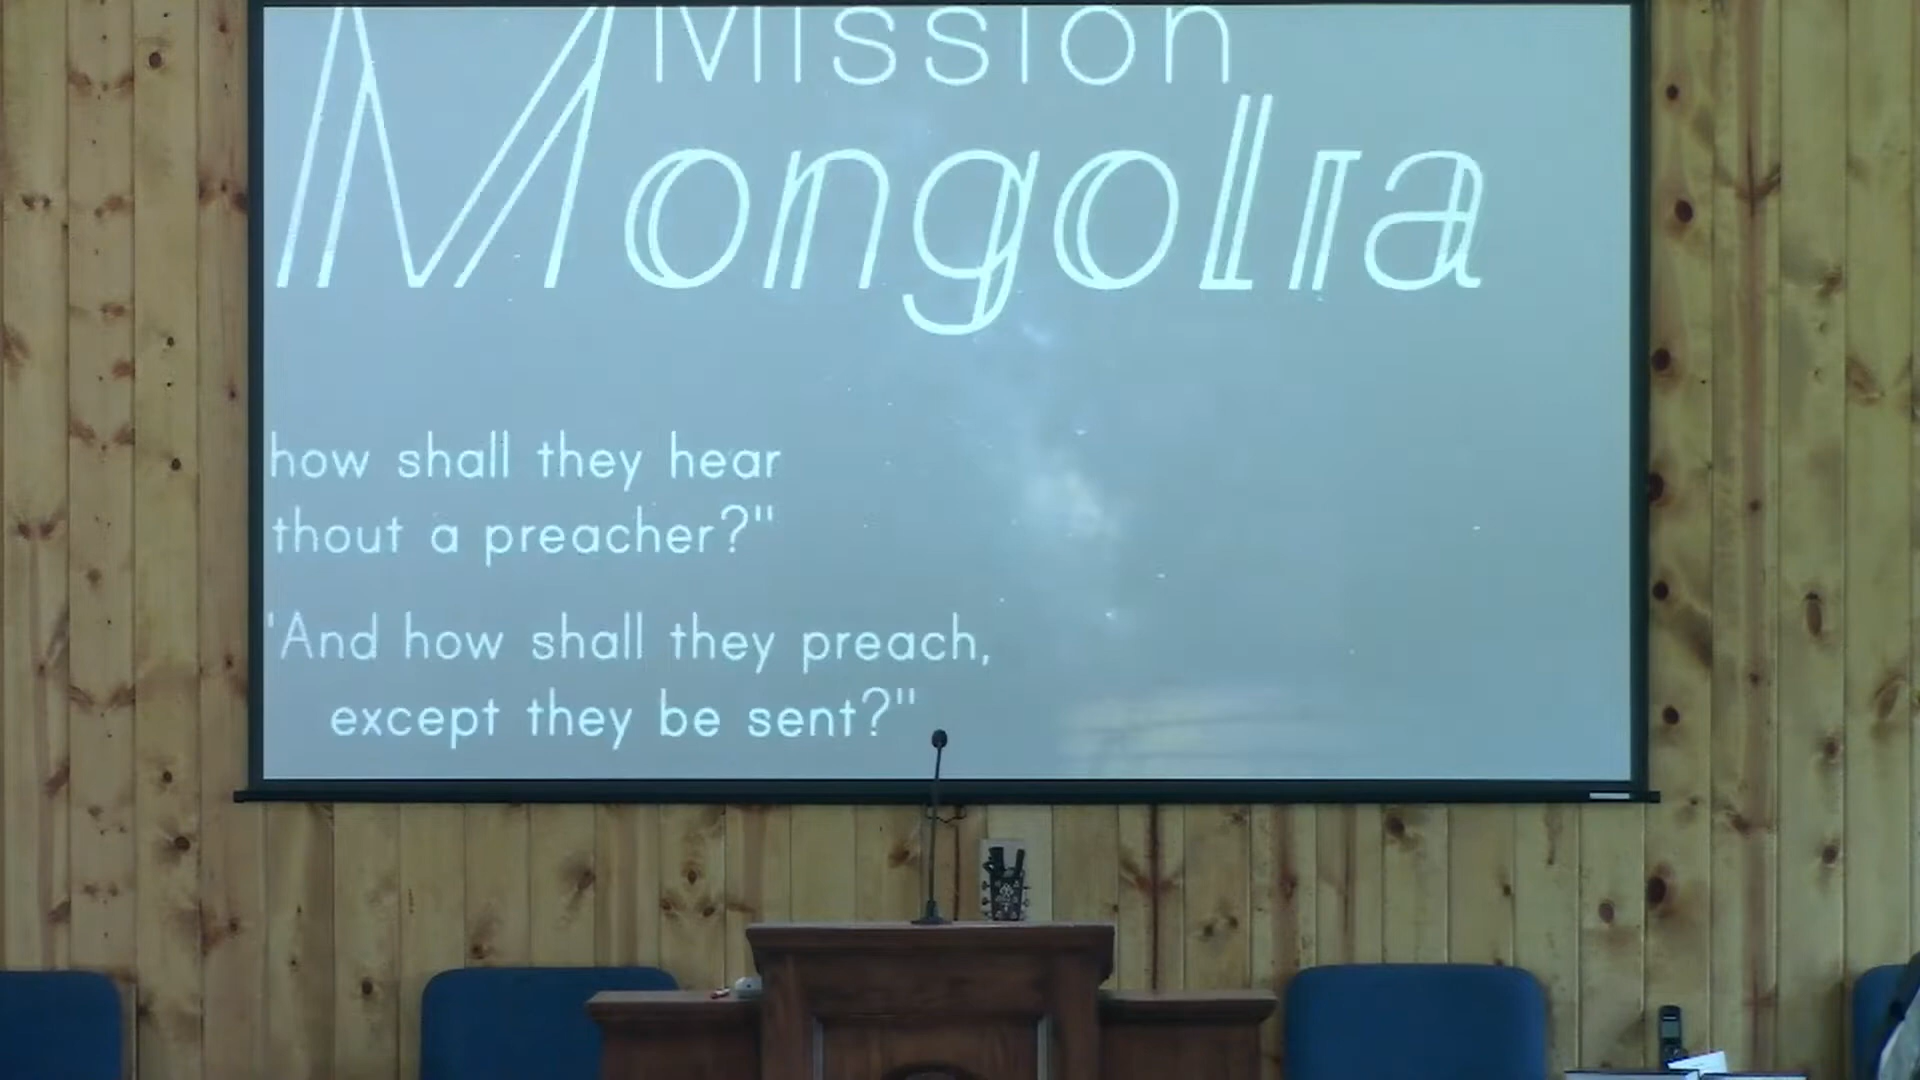 Mission
Mongolia
how shall they hear
thout a preacher?"
"And how shall they preach,
except they be sent?"